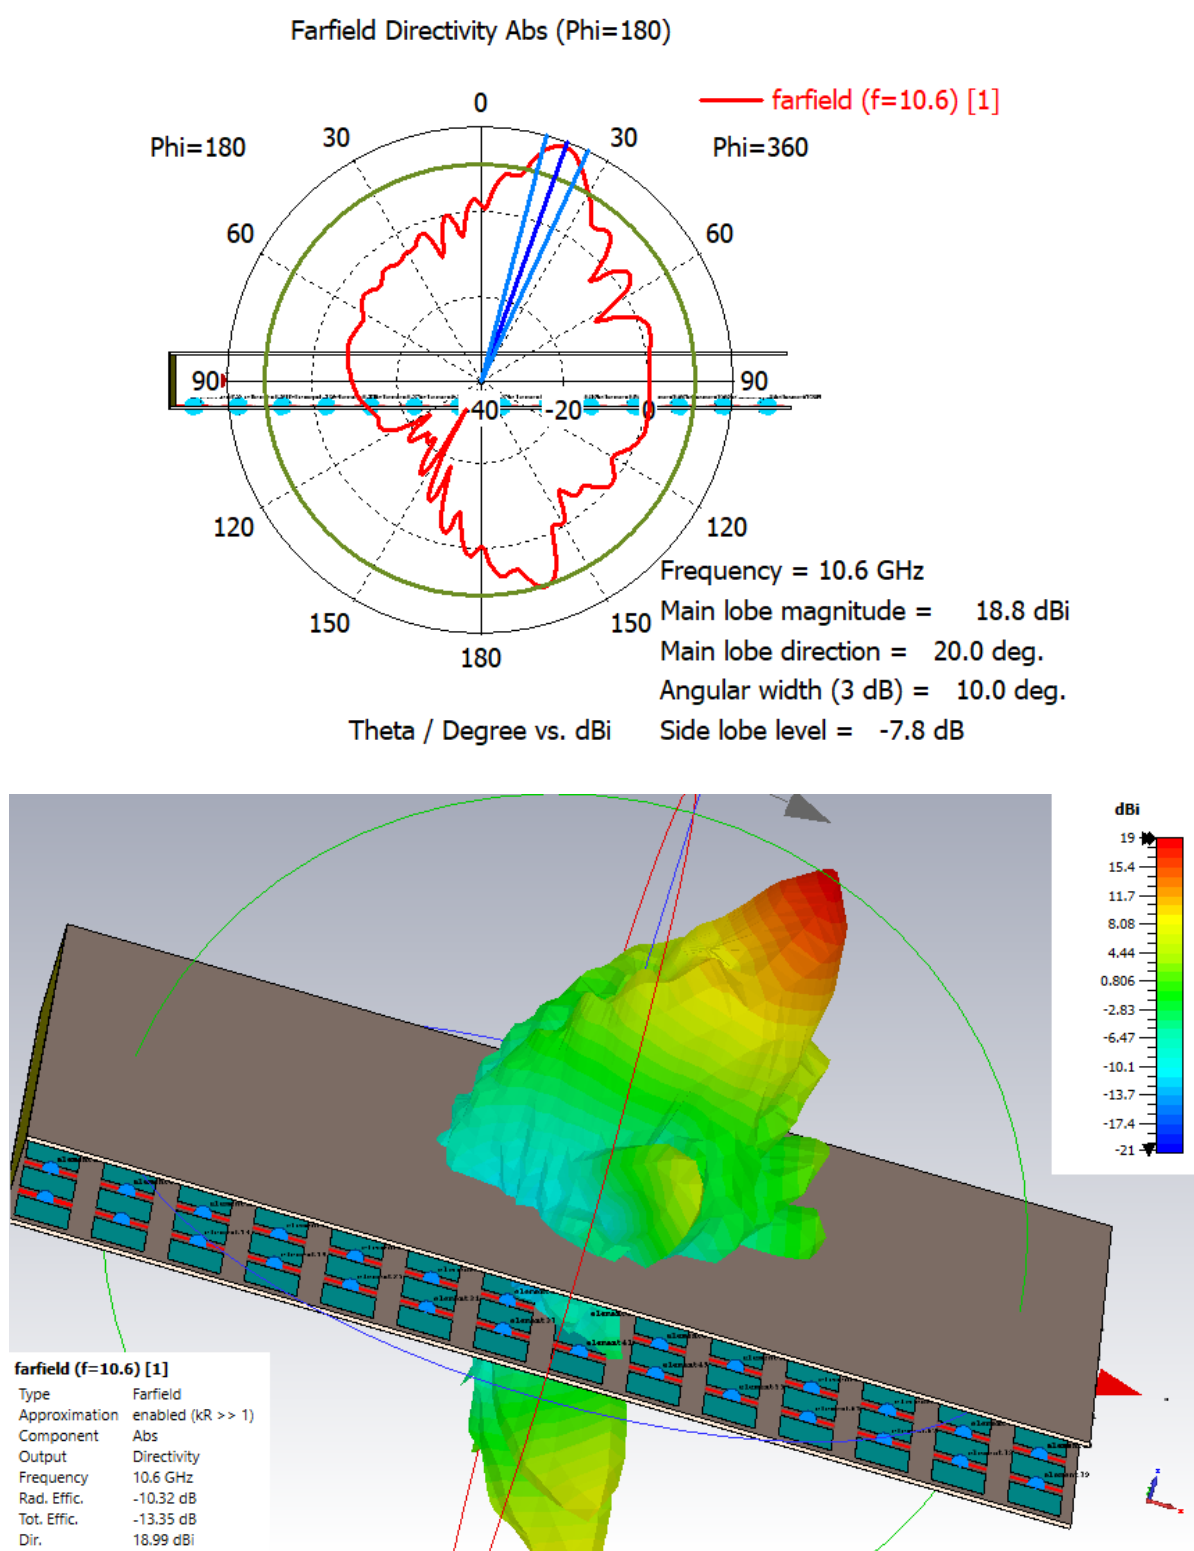 Farfield Directivity Abs (Phi=180)
farfield (f=10.6) [1]
0
30
30
Phi=180
Phi=360
60
60
90
90
-40
-20
0
120
120
150
150
180
Frequency = 10.6 GHz
Main lobe magnitude = 18.8 dBi
Main lobe direction = 20.0 deg.
Angular width (3 dB) = 10.0 deg.
Side lobe level = -7.8 dB
Theta / Degree vs. dBi
dBi
19
15.4
11.7
8.08
4.44
0.806
-2.83
-6.47
-10.1
-13.7
-17.4
-21
farfield (f=10.6) [1]
Type Farfield
Approximation enabled (kR >> 1)
Component Abs
Output Directivity
Frequency 10.6 GHz
Rad. Effic. -10.32 dB
Tot. Effic. -13.35 dB
Dir. 18.99 dBi